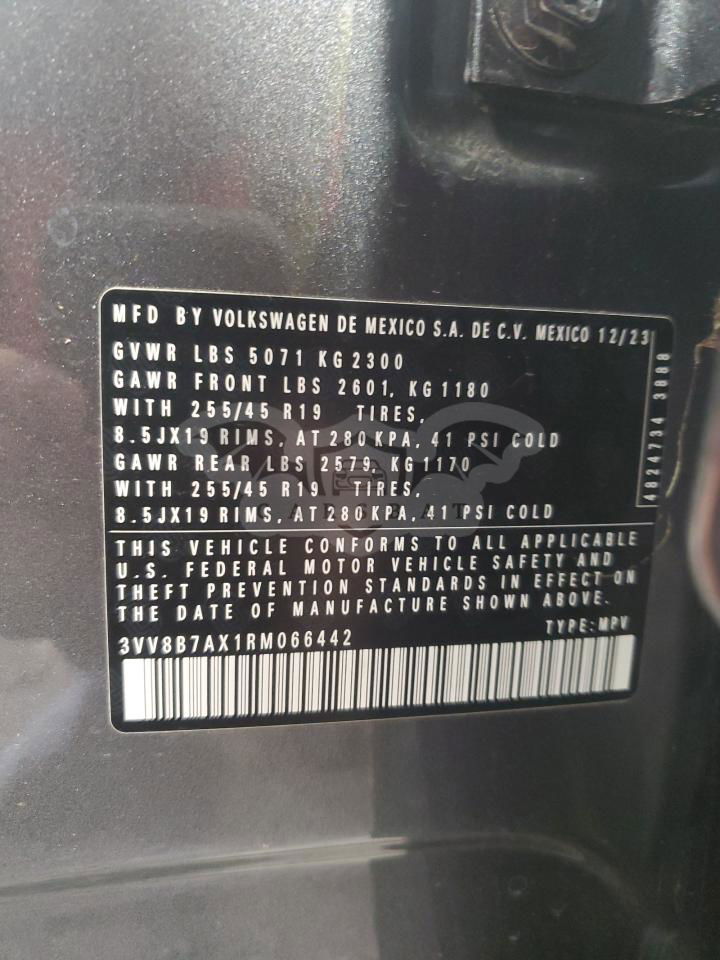 MFD BY VOLKSWAGEN DE MEXICO S.A. DE C.V. MEXICO 12/23
GVWR LBS 5071 KG 2300
GAWR FRONT LBS 2601, KG 1180
WITH 255/45 R19 TIRES,
8.5JX19 RIMS, AT 280 KPA, 41 PSI COLD
GAWR REAR LBS 2579, KG 1170
WITH 255/45 R19 TIRES,
8.5JX19 RIMS, AT 280 KPA, 41 PSI COLD
4824734 3888
CARSBAT
THIS VEHICLE CONFORMS TO ALL APPLICABLE
U.S. FEDERAL MOTOR VEHICLE SAFETY AND
THEFT PREVENTION STANDARDS IN EFFECT ON
THE DATE OF MANUFACTURE SHOWN ABOVE.
3VV8B7AX1RM066442 TYPE: MPV